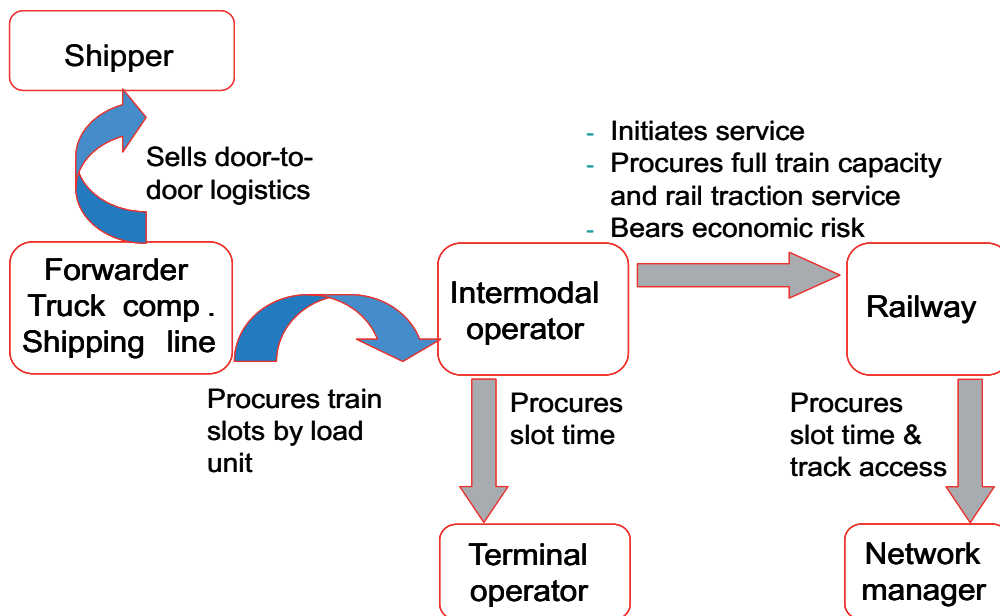 Shipper
Sells door-to-
door logistics
- Initiates service
- Procures full train capacity
and rail traction service
- Bears economic risk
Forwarder
Truck comp .
Shipping line
Intermodal
operator
Railway
Procures train
slots by load
unit
Procures
slot time
Procures
slot time &
track access
Terminal
operator
Network
manager